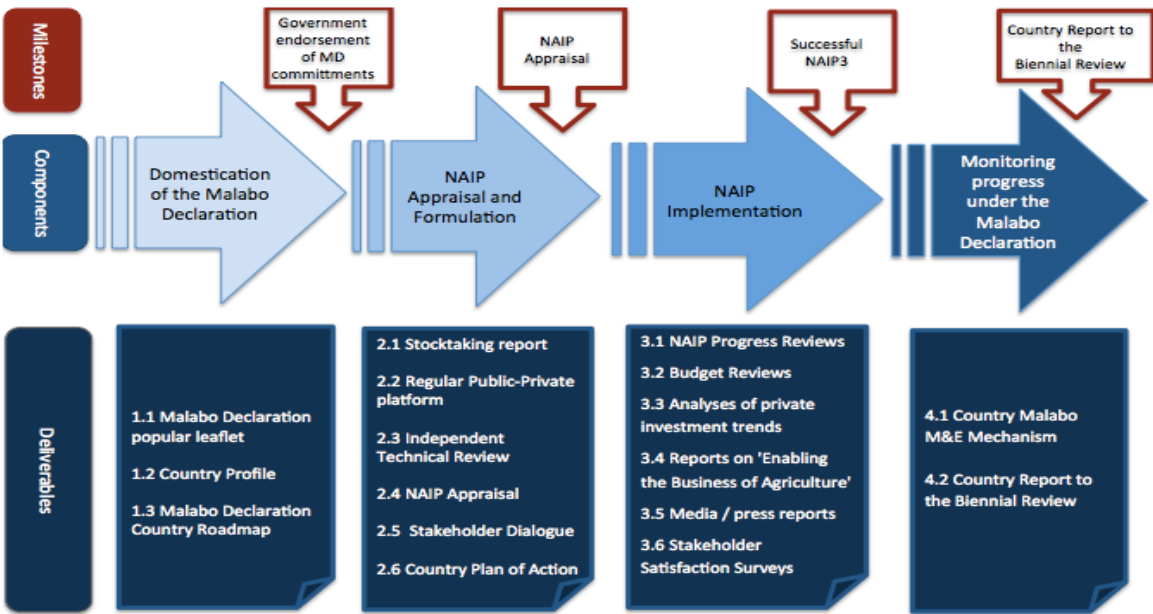 Milestones
Government
endorsement
of MD
committments
NAIP
Appraisal
Successful
NAIP3
Country Report to
the
Biennial Review
Components
Domestication
of the Malabo
Declaration
NAIP
Appraisal and
Formulation
NAIP
Implementation
Monitoring
progress
under the
Malabo
Declaration
Deliverables
1.1 Malabo Declaration
popular leaflet
1.2 Country Profile
1.3 Malabo Declaration
Country Roadmap
2.1 Stocktaking report
2.2 Regular Public-Private
platform
2.3 Independent
Technical Review
2.4 NAIP Appraisal
2.5 Stakeholder Dialogue
2.6 Country Plan of Action
3.1 NAIP Progress Reviews
3.2 Budget Reviews
3.3 Analyses of private
investment trends
3.4 Reports on 'Enabling
the Business of Agriculture'
3.5 Media / press reports
3.6 Stakeholder
Satisfaction Surveys
4.1 Country Malabo
M&E Mechanism
4.2 Country Report to
the Biennial Review